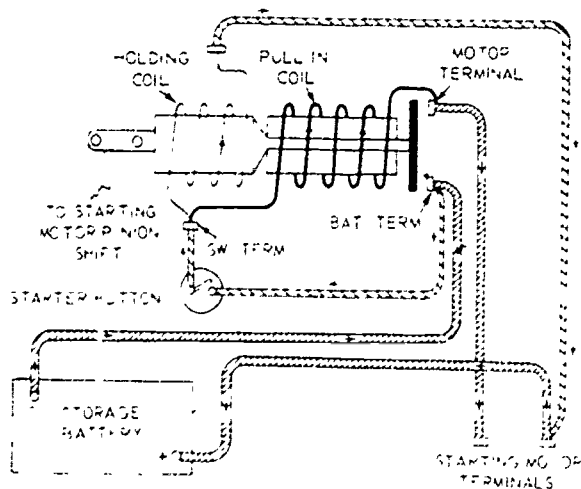 HOLDING
COIL
PULL IN
COIL
MOTOR
TERMINAL
TO STARTING
MOTOR PINION
SHIFT
SW TERM
BAT TERM
STARTER BUTTON
STORAGE
BATTERY
STARTING MOTOR
TERMINALS